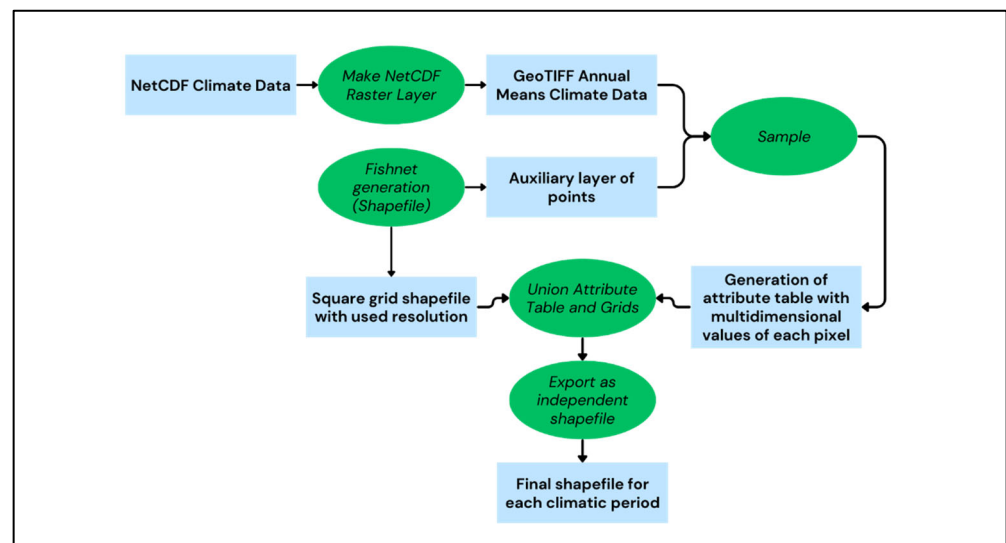 NetCDF Climate Data
Make NetCDF
Raster Layer
GeoTIFF Annual
Means Climate Data
Sample
Fishnet
generation
(Shapefile)
Auxiliary layer of
points
Square grid shapefile
with used resolution
Union Attribute
Table and Grids
Generation of
attribute table with
multidimensional
values of each pixel
Export as
independent
shapefile
Final shapefile for
each climatic period